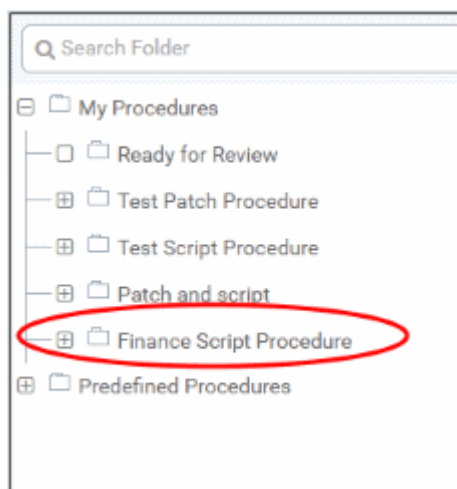 Search Folder
My Procedures
Ready for Review
Test Patch Procedure
Test Script Procedure
Patch and script
Finance Script Procedure
Predefined Procedures